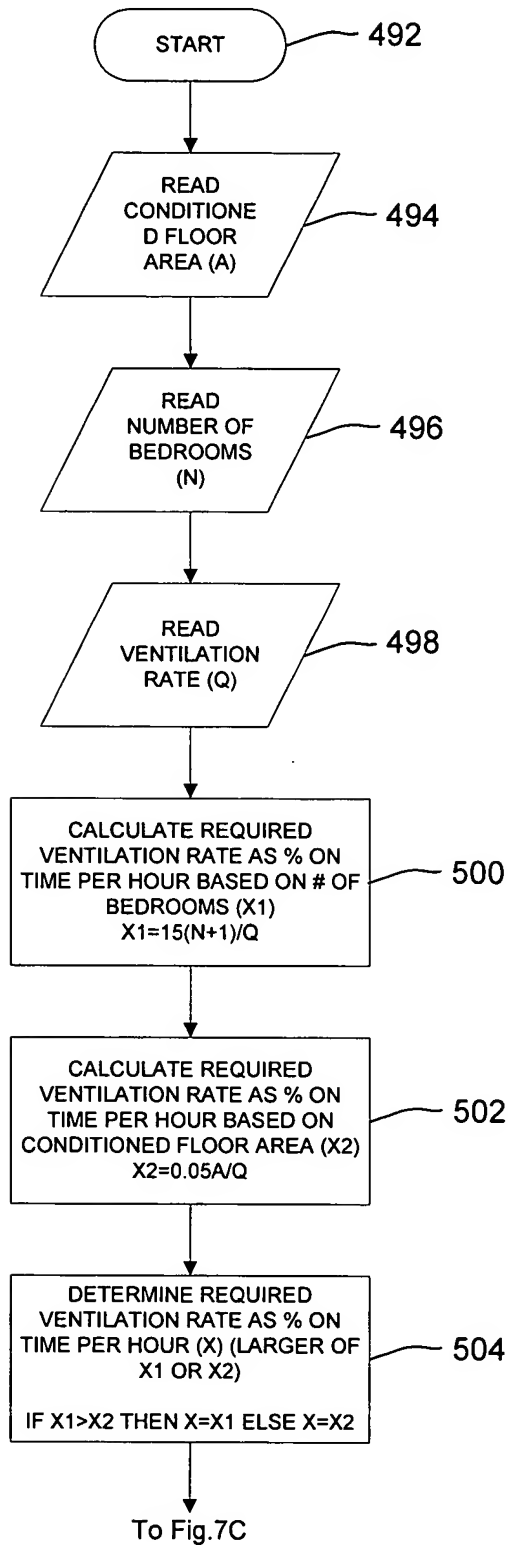 START
492
READ
CONDITIONE
D FLOOR
AREA (A)
494
READ
NUMBER OF
BEDROOMS
(N)
496
READ
VENTILATION
RATE (Q)
498
CALCULATE REQUIRED
VENTILATION RATE AS % ON
TIME PER HOUR BASED ON # OF
BEDROOMS (X1)
X1=15(N+1)/Q
500
CALCULATE REQUIRED
VENTILATION RATE AS % ON
TIME PER HOUR BASED ON
CONDITIONED FLOOR AREA (X2)
X2=0.05A/Q
502
DETERMINE REQUIRED
VENTILATION RATE AS % ON
TIME PER HOUR (X) (LARGER OF
X1 OR X2)
IF X1>X2 THEN X=X1 ELSE X=X2
504
To Fig.7C